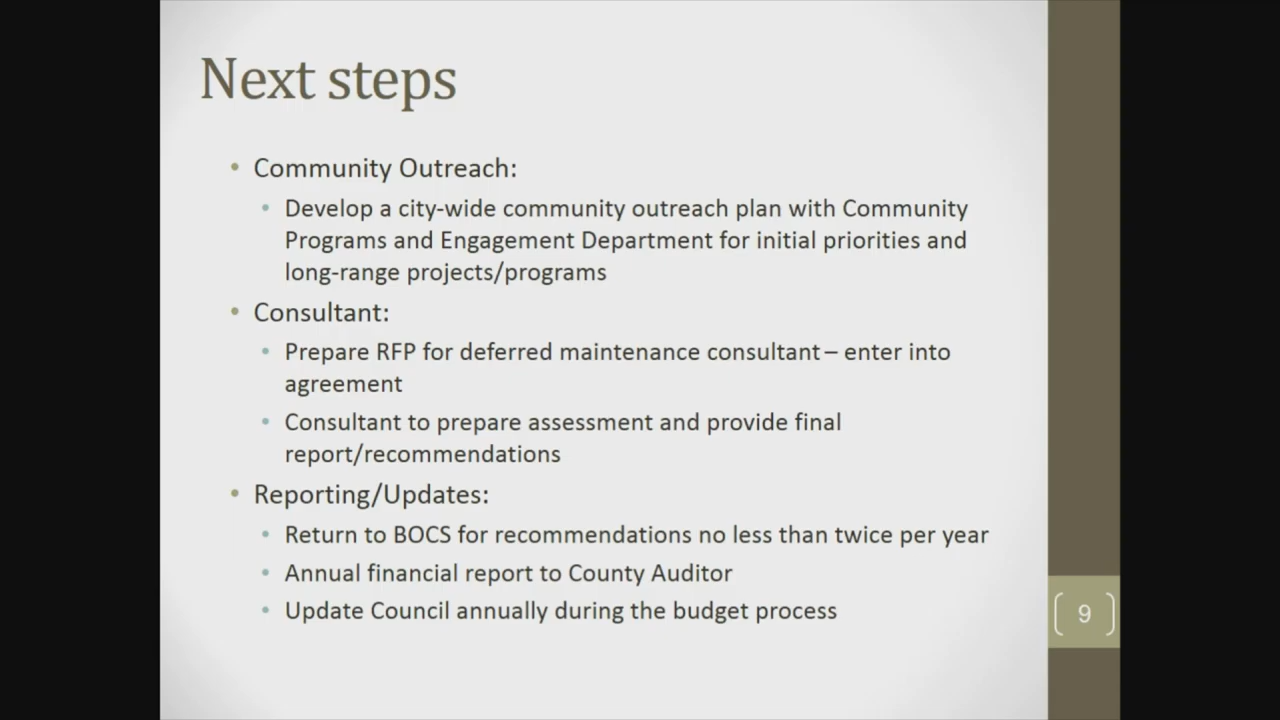 Next steps
• Community Outreach:
• Develop a city-wide community outreach plan with Community
Programs and Engagement Department for initial priorities and
long-range projects/programs
• Consultant:
• Prepare RFP for deferred maintenance consultant – enter into
agreement
• Consultant to prepare assessment and provide final
report/recommendations
• Reporting/Updates:
• Return to BOCS for recommendations no less than twice per year
• Annual financial report to County Auditor
• Update Council annually during the budget process
9